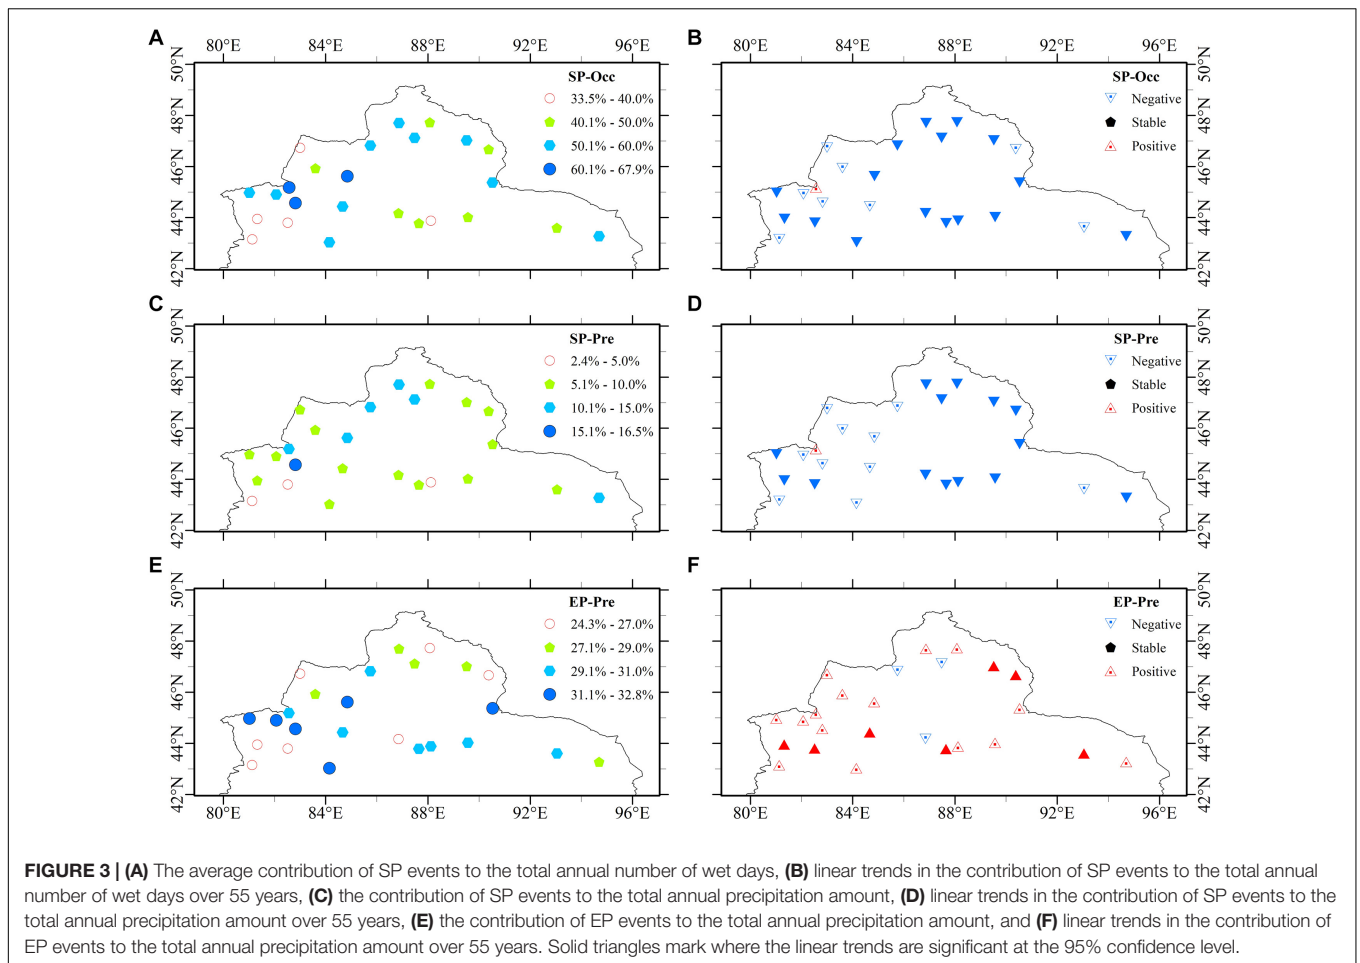 A
80°E 84°E 88°E 92°E 96°E
50°N
48°N
46°N
44°N
42°N
SP-Occ
33.5% - 40.0%
40.1% - 50.0%
50.1% - 60.0%
60.1% - 67.9%
B
80°E 84°E 88°E 92°E 96°E
50°N
48°N
46°N
44°N
42°N
SP-Occ
Negative
Stable
Positive
C
50°N
48°N
46°N
44°N
42°N
SP-Pre
2.4% - 5.0%
5.1% - 10.0%
10.1% - 15.0%
15.1% - 16.5%
D
50°N
48°N
46°N
44°N
42°N
SP-Pre
Negative
Stable
Positive
E
50°N
48°N
46°N
44°N
42°N
EP-Pre
24.3% - 27.0%
27.1% - 29.0%
29.1% - 31.0%
31.1% - 32.8%
80°E 84°E 88°E 92°E 96°E
F
50°N
48°N
46°N
44°N
42°N
EP-Pre
Negative
Stable
Positive
80°E 84°E 88°E 92°E 96°E
FIGURE 3 | (A) The average contribution of SP events to the total annual number of wet days, (B) linear trends in the contribution of SP events to the total annual
number of wet days over 55 years, (C) the contribution of SP events to the total annual precipitation amount, (D) linear trends in the contribution of SP events to the
total annual precipitation amount over 55 years, (E) the contribution of EP events to the total annual precipitation amount, and (F) linear trends in the contribution of
EP events to the total annual precipitation amount over 55 years. Solid triangles mark where the linear trends are significant at the 95% confidence level.